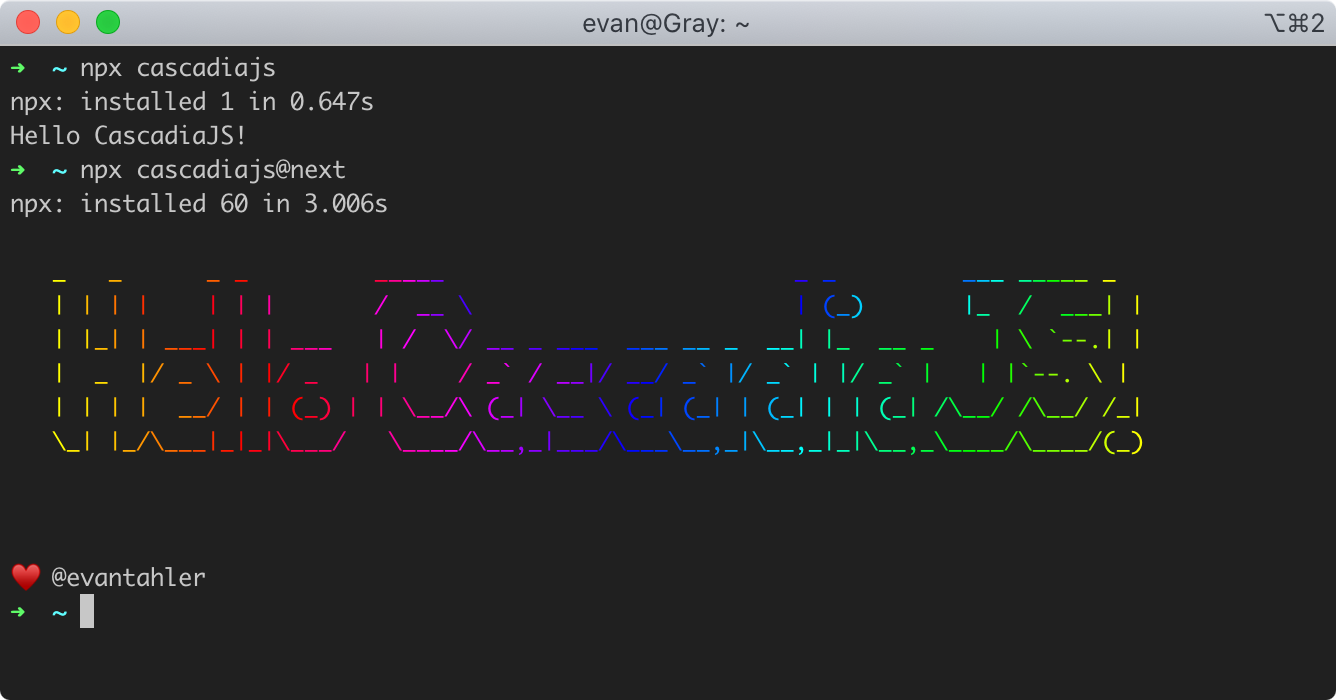 evan@Gray: ~ ⌥⌘2
➜ ~ npx cascadiajs
npx: installed 1 in 0.647s
Hello CascadiaJS!
➜ ~ npx cascadiajs@next
npx: installed 60 in 3.006s
Hello CascadiaJS!
♥ @evantahler
➜ ~